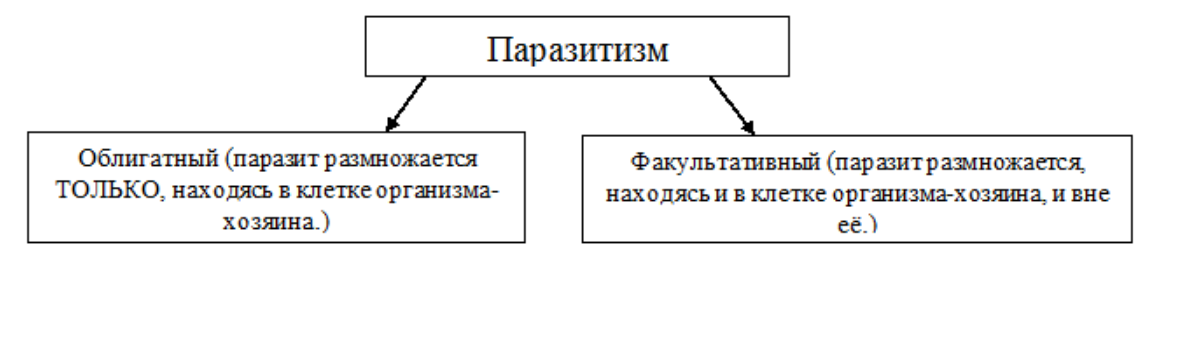 Паразитизм
Облигатный (паразит размножается
ТОЛЬКО, находясь в клетке организма-
хозяина.)
Факультативный (паразит размножается,
находясь и в клетке организма-хозяина, и вне
её.)